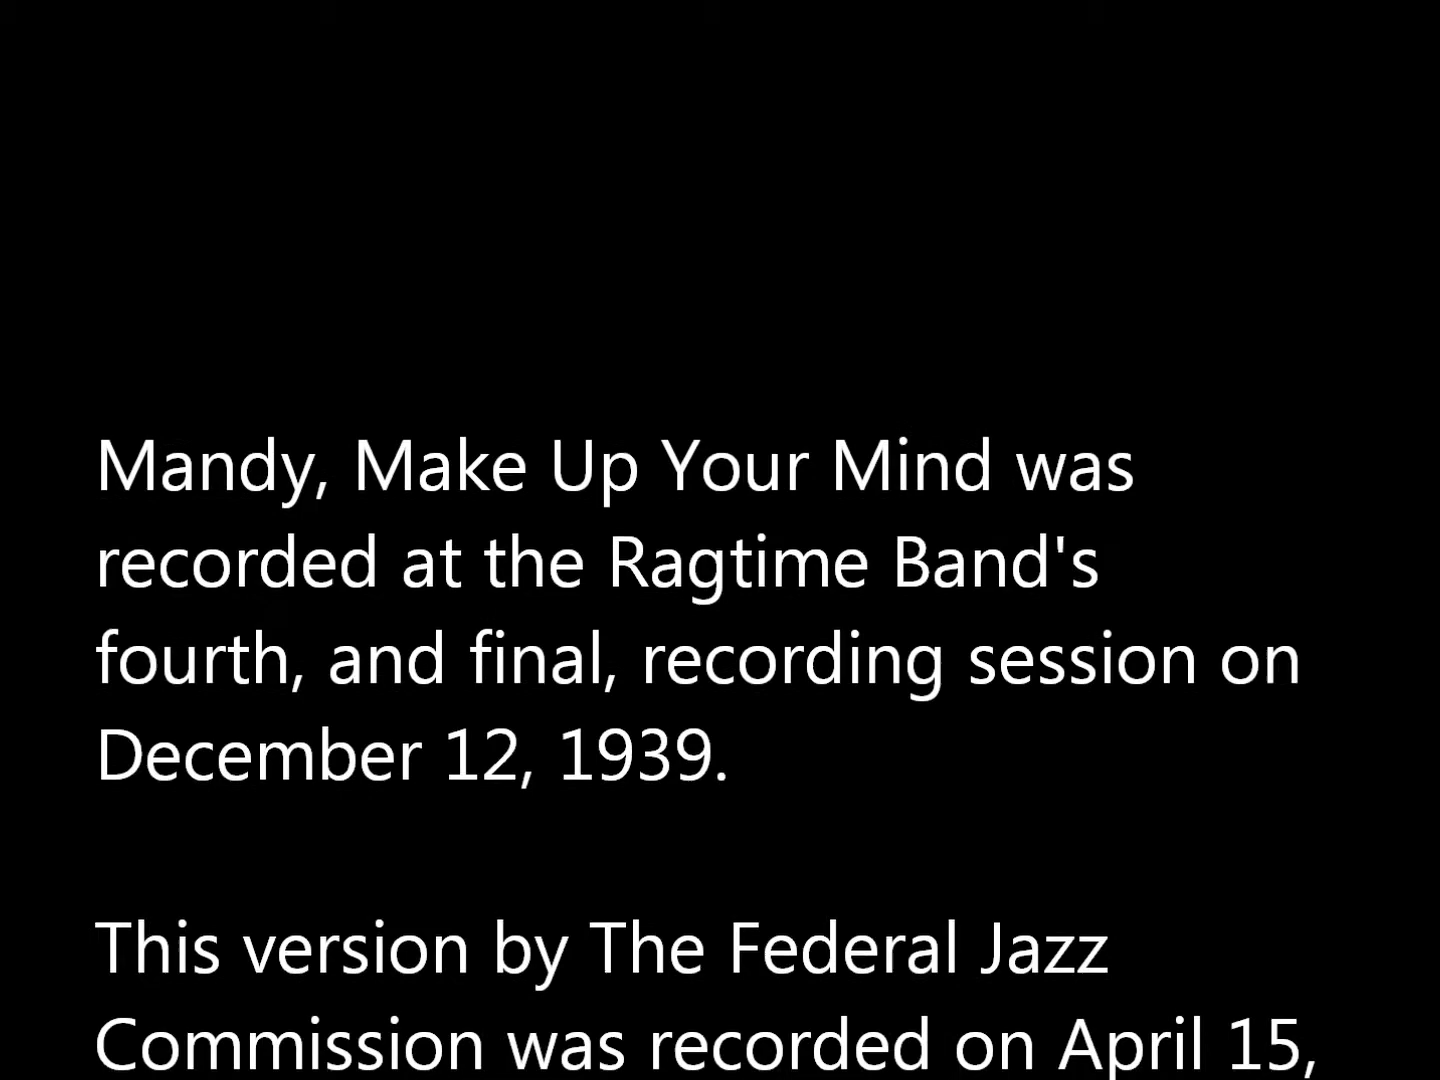 Mandy, Make Up Your Mind was
recorded at the Ragtime Band's
fourth, and final, recording session on
December 12, 1939.
This version by The Federal Jazz
Commission was recorded on April 15,